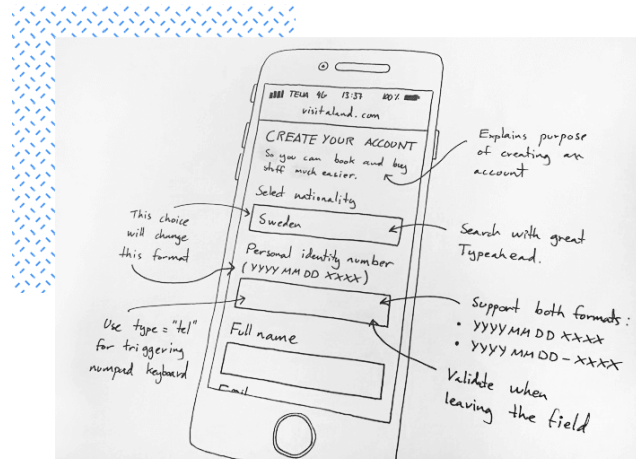 TELIA 4G 13:37 100%
visitaland.com
CREATE YOUR ACCOUNT
So you can book and buy
stuff much easier.
Select nationality
Sweden
Personal identity number
(YYYY MM DD XXXX)
Full name
Email
Explains purpose
of creating an
account
This choice
will change
this format
Search with great
Typeahead.
Use type="tel"
for triggering
numpad keyboard
Support both formats:
• YYYY MM DD XXXX
• YYYY MM DD - XXXX
Validate when
leaving the field